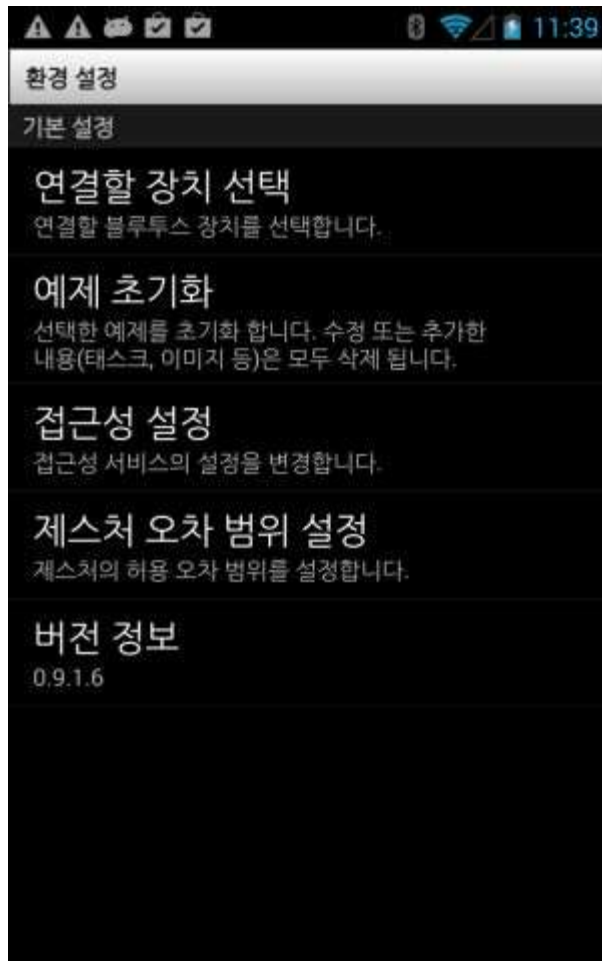 11:39
환경 설정
기본 설정
연결할 장치 선택
연결할 블루투스 장치를 선택합니다.
예제 초기화
선택한 예제를 초기화 합니다. 수정 또는 추가한
내용(태스크, 이미지 등)은 모두 삭제 됩니다.
접근성 설정
접근성 서비스의 설정을 변경합니다.
제스처 오차 범위 설정
제스처의 허용 오차 범위를 설정합니다.
버전 정보
0.9.1.6